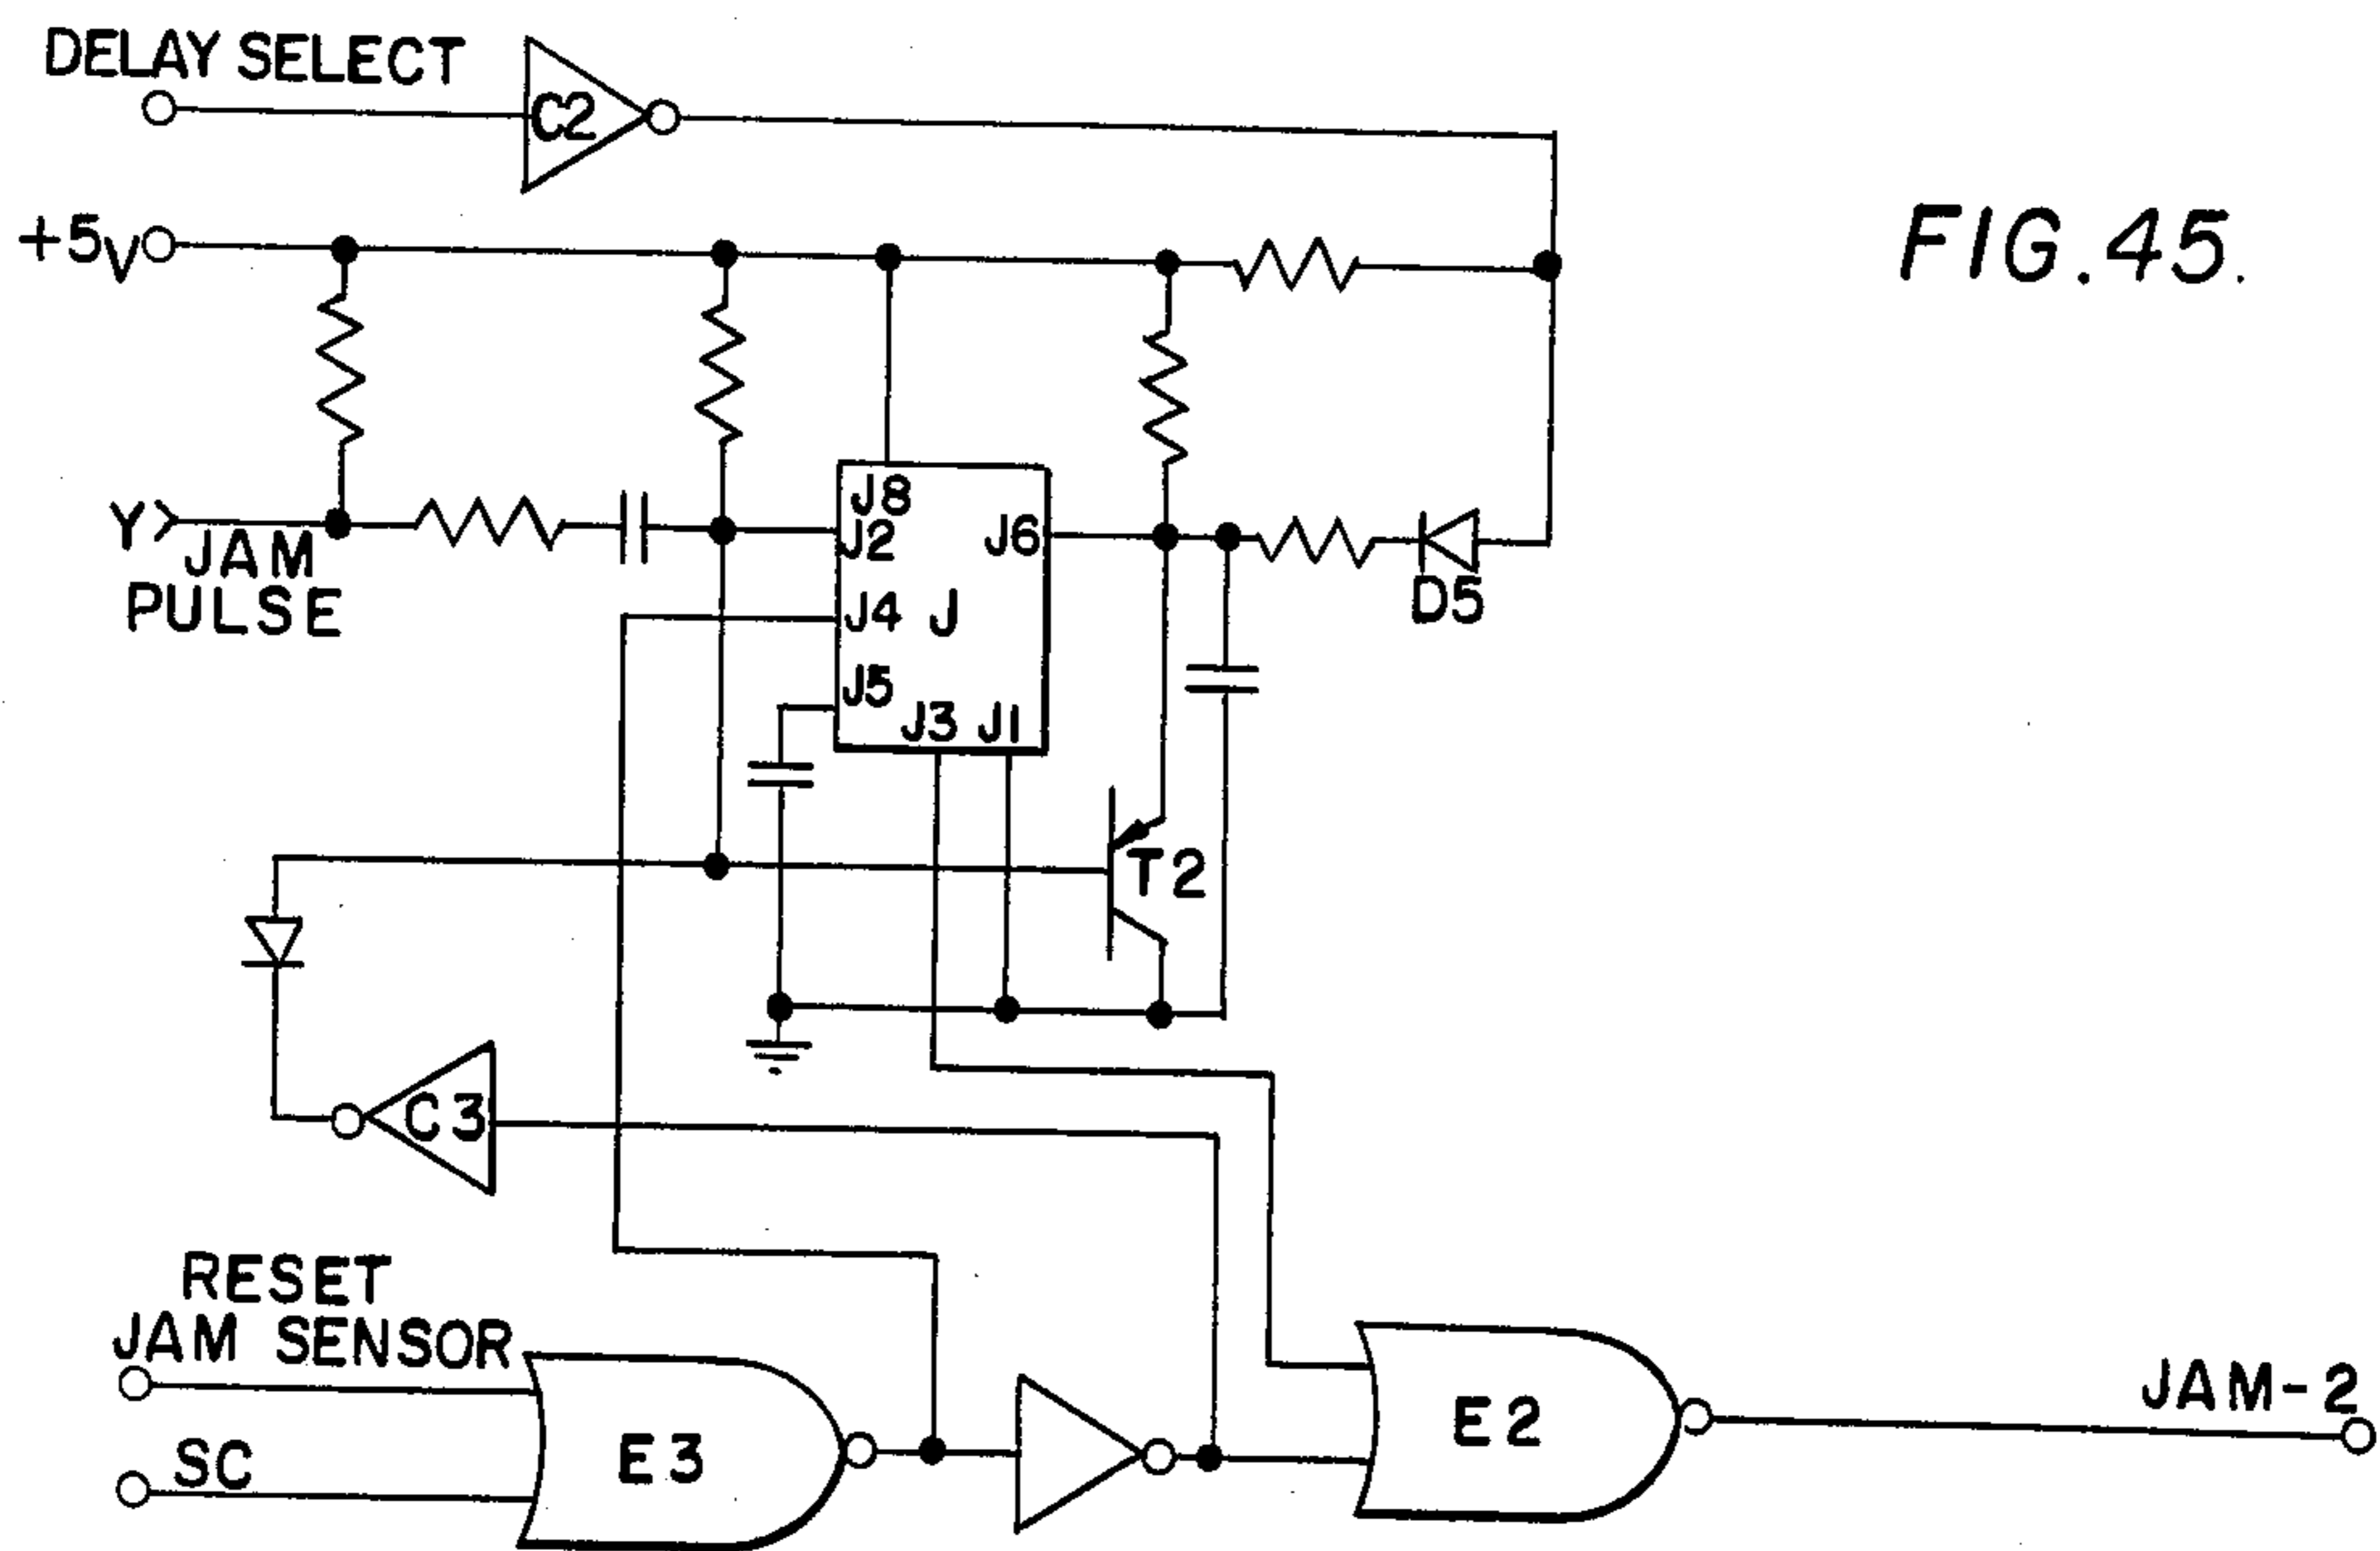 DELAY SELECT
C2
+5V
FIG. 45.
Y
JAM
PULSE
J8
J2
J6
J4
J
J5
J3
J1
D5
T2
C3
RESET
JAM SENSOR
SC
E3
E2
JAM-2